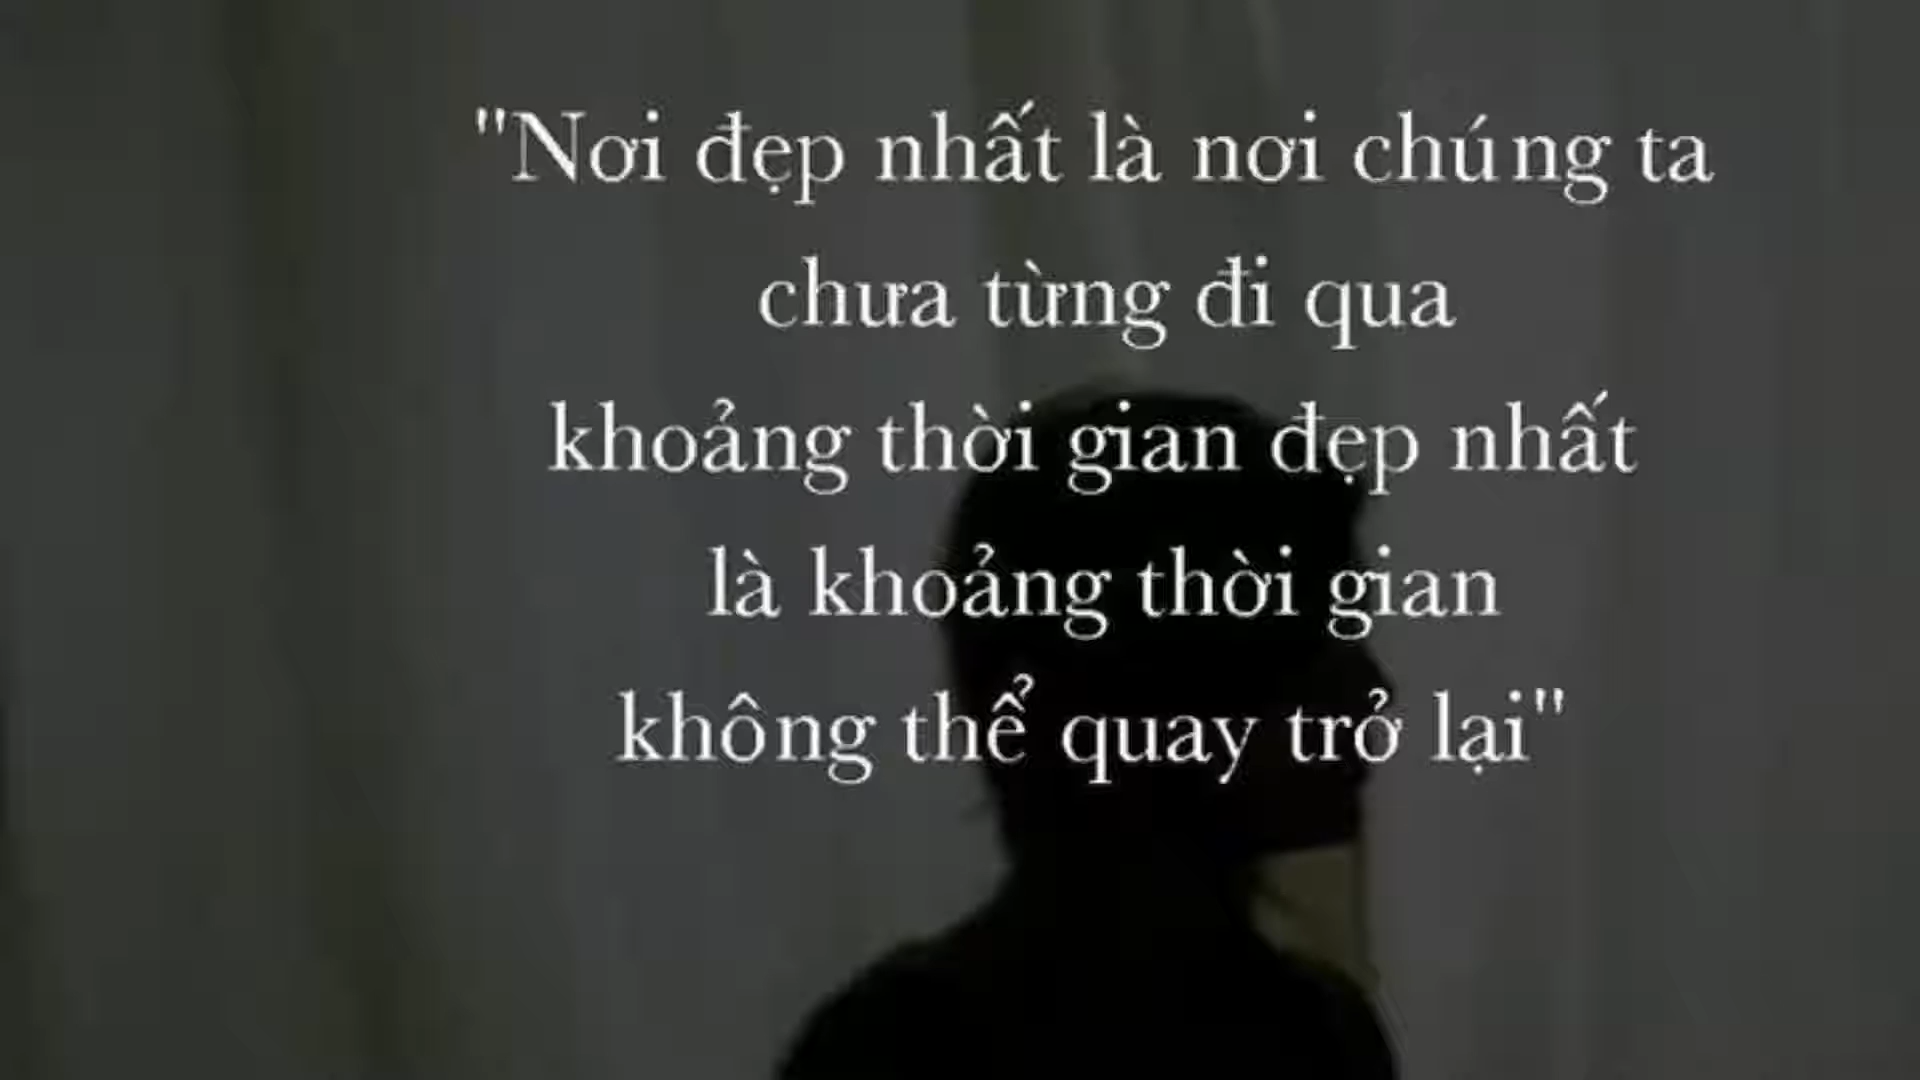 "Nơi đẹp nhất là nơi chúng ta
chưa từng đi qua
khoảng thời gian đẹp nhất
là khoảng thời gian
không thể quay trở lại"